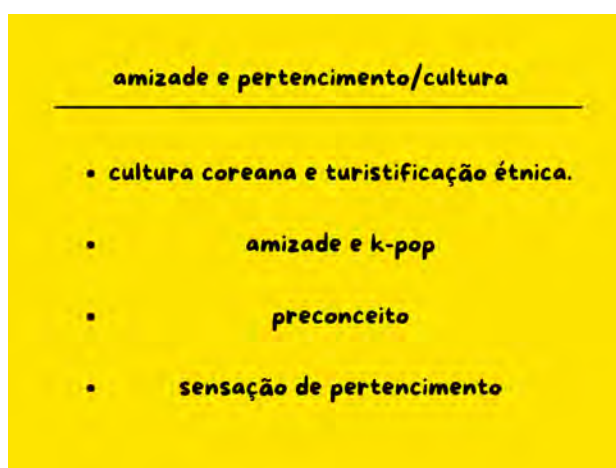 amizade e pertencimento/cultura
• cultura coreana e turistificação étnica.
• amizade e k-pop
• preconceito
• sensação de pertencimento